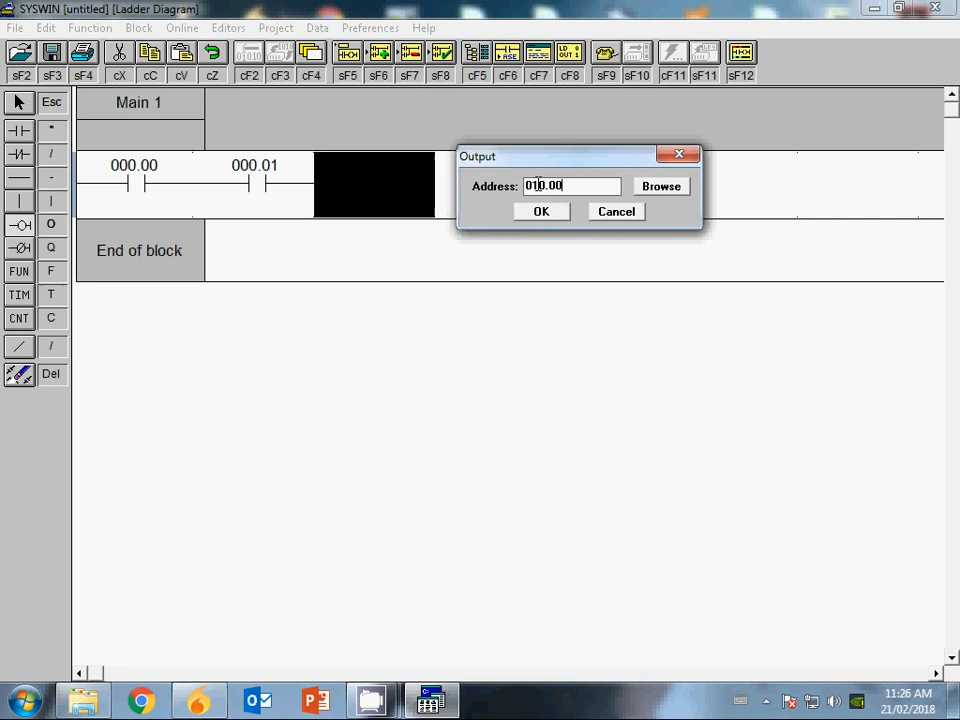 SYSWIN [untitled] [Ladder Diagram]
File Edit Function Block Online Editors Project Data Preferences Help
sF2 sF3 sF4 cX cC cV cZ cF2 cF3 cF4 sF5 sF6 sF7 sF8 cF5 cF6 cF7 cF8 sF9 sF10 cF11 sF11 sF12
Esc
"
/
-
|
O
Q
FUN F
TIM T
CNT C
/
Del
Main 1
000.00 000.01
End of block
Output
Address: 010.00 Browse
OK Cancel
11:26 AM
21/02/2018